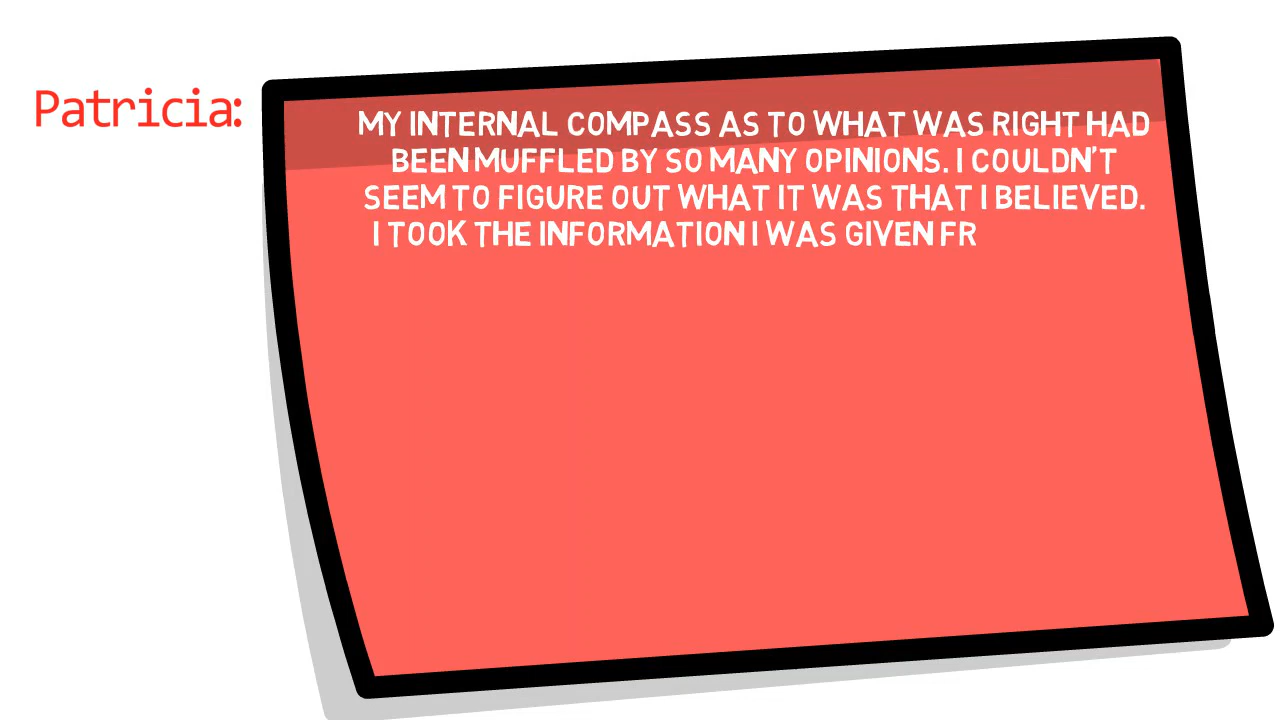 Patricia:
MY INTERNAL COMPASS AS TO WHAT WAS RIGHT HAD
BEEN MUFFLED BY SO MANY OPINIONS. I COULDN'T
SEEM TO FIGURE OUT WHAT IT WAS THAT I BELIEVED.
I TOOK THE INFORMATION I WAS GIVEN FR